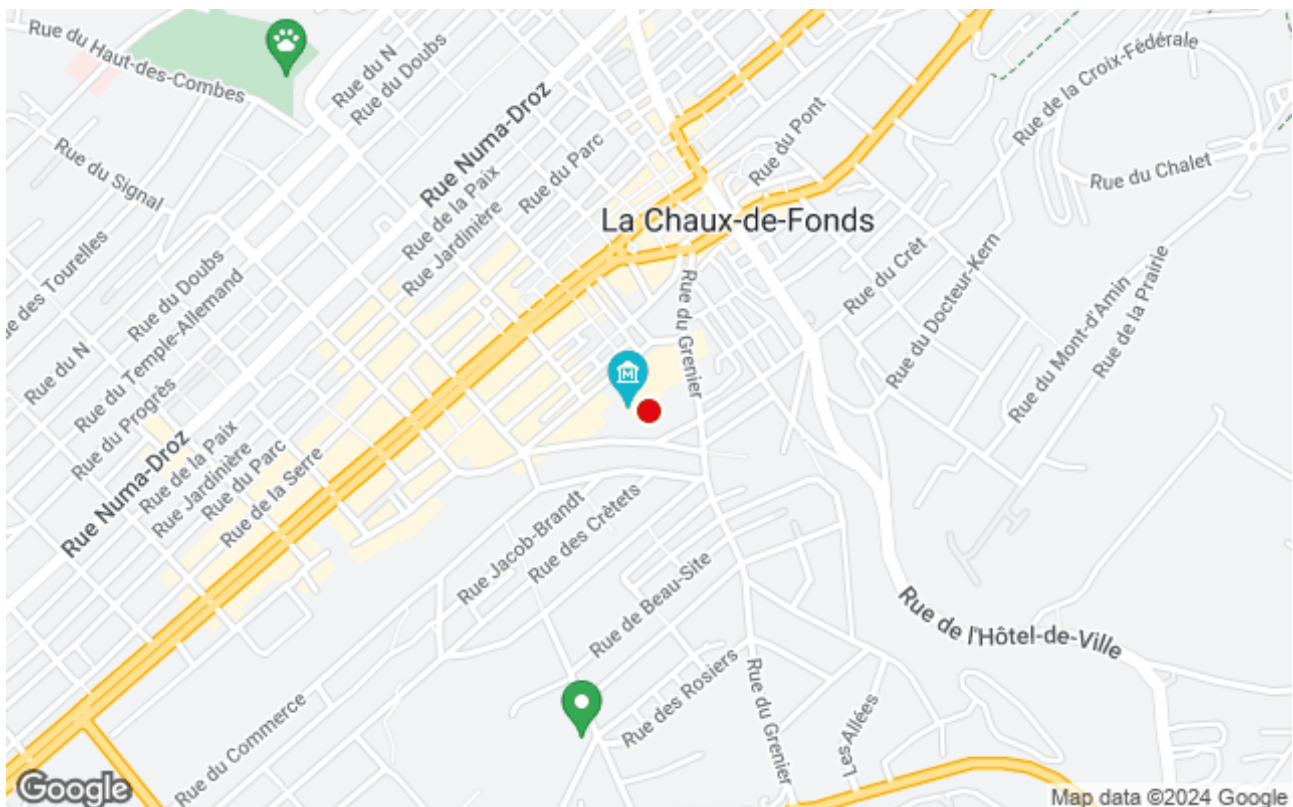 Rue du Haut-des-Combes
Rue du N
Rue du Doubs
Rue de la Croix-Fédérale
Rue du Signal
Rue Numa-Droz
Rue du Parc
Rue du Pont
Rue du Chalet
Rue de la Paix
La Chaux-de-Fonds
Rue Jardinière
e des Tourelles
Rue du Doubs
Rue du Temple-Allemand
Rue du N
Rue du Progrès
Rue du Crêt
Rue du Docteur-Kern
Rue du Mont-d'Amin
Rue de la Prairie
Rue du Grenier
M
Rue Numa-Droz
Rue de la Paix
Rue Jardinière
Rue du Parc
Rue de la Serre
Rue Jacob-Brandt
Rue des Crêtets
Rue de Beau-Site
Rue de l'Hôtel-de-Ville
Rue des Rosiers
Rue du Grenier
Les Allées
Rue du Commerce
Google
Map data ©2024 Google